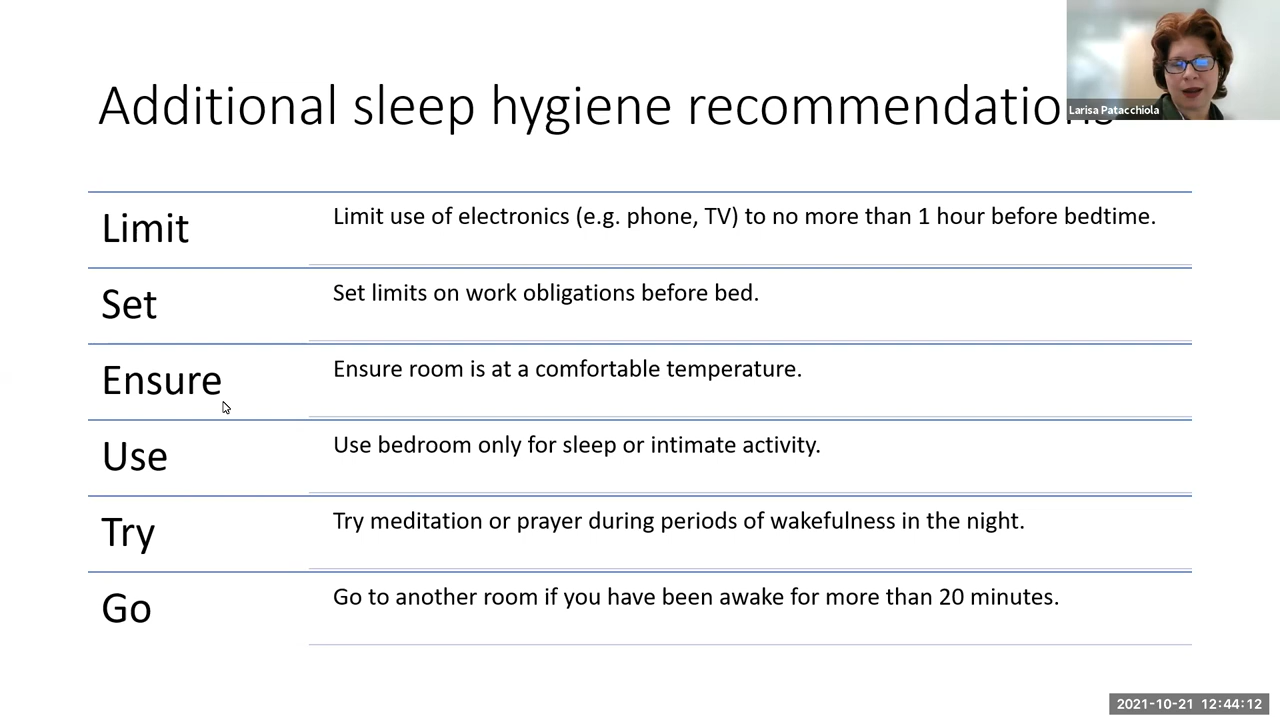 Additional sleep hygiene recommendations
Larisa Patacchiola
Limit
Limit use of electronics (e.g. phone, TV) to no more than 1 hour before bedtime.
Set
Set limits on work obligations before bed.
Ensure
Ensure room is at a comfortable temperature.
Use
Use bedroom only for sleep or intimate activity.
Try
Try meditation or prayer during periods of wakefulness in the night.
Go
Go to another room if you have been awake for more than 20 minutes.
2021-10-21 12:44:12